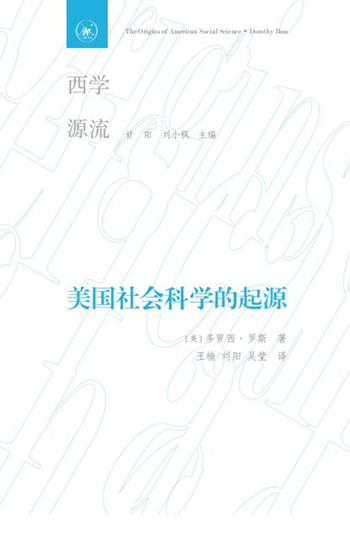 The Origins of American Social Science • Dorothy Ross
西学
源流 甘 阳 刘小枫 主编
美国社会科学的起源
〔美〕多罗西·罗斯 著
王楠 刘阳 吴莹 译